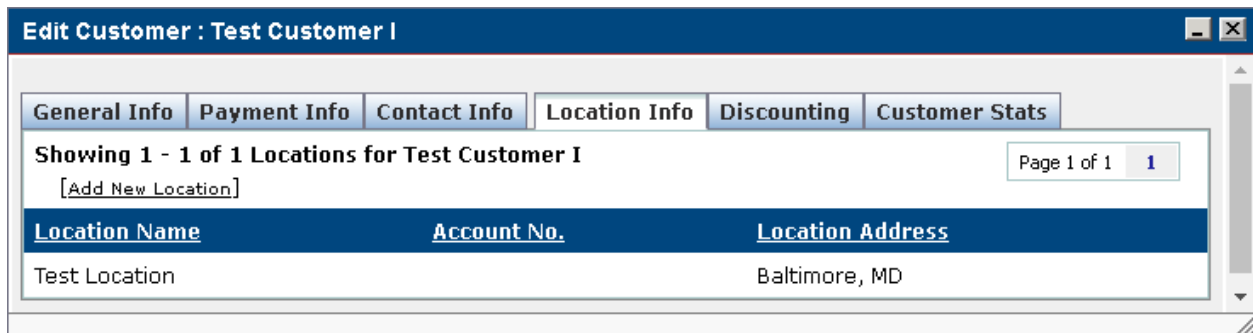 Edit Customer : Test Customer I
General Info Payment Info Contact Info Location Info Discounting Customer Stats
Showing 1 - 1 of 1 Locations for Test Customer I
Page 1 of 1 1
[Add New Location]
Location Name Account No. Location Address
Test Location Baltimore, MD